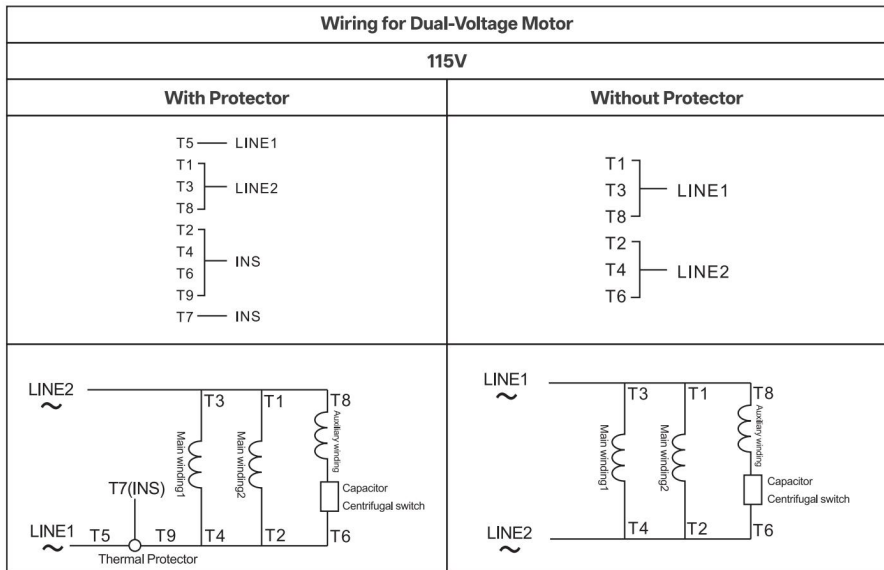 Wiring for Dual-Voltage Motor
115V
With Protector
Without Protector
T5 LINE1
T1
T3 LINE2
T8
T2
T4
INS
T6
T9
T7 INS
T1
T3 LINE1
T8
T2
T4 LINE2
T6
LINE2
~
T3
T1
T8
Main winding1
Main winding2
Auxiliary winding
T7(INS)
Capacitor
Centrifugal switch
LINE1
~
T5
T9
T4
T2
T6
Thermal Protector
LINE1
~
T3
T1
T8
Main winding1
Main winding2
Auxiliary winding
Capacitor
Centrifugal switch
LINE2
~
T4
T2
T6